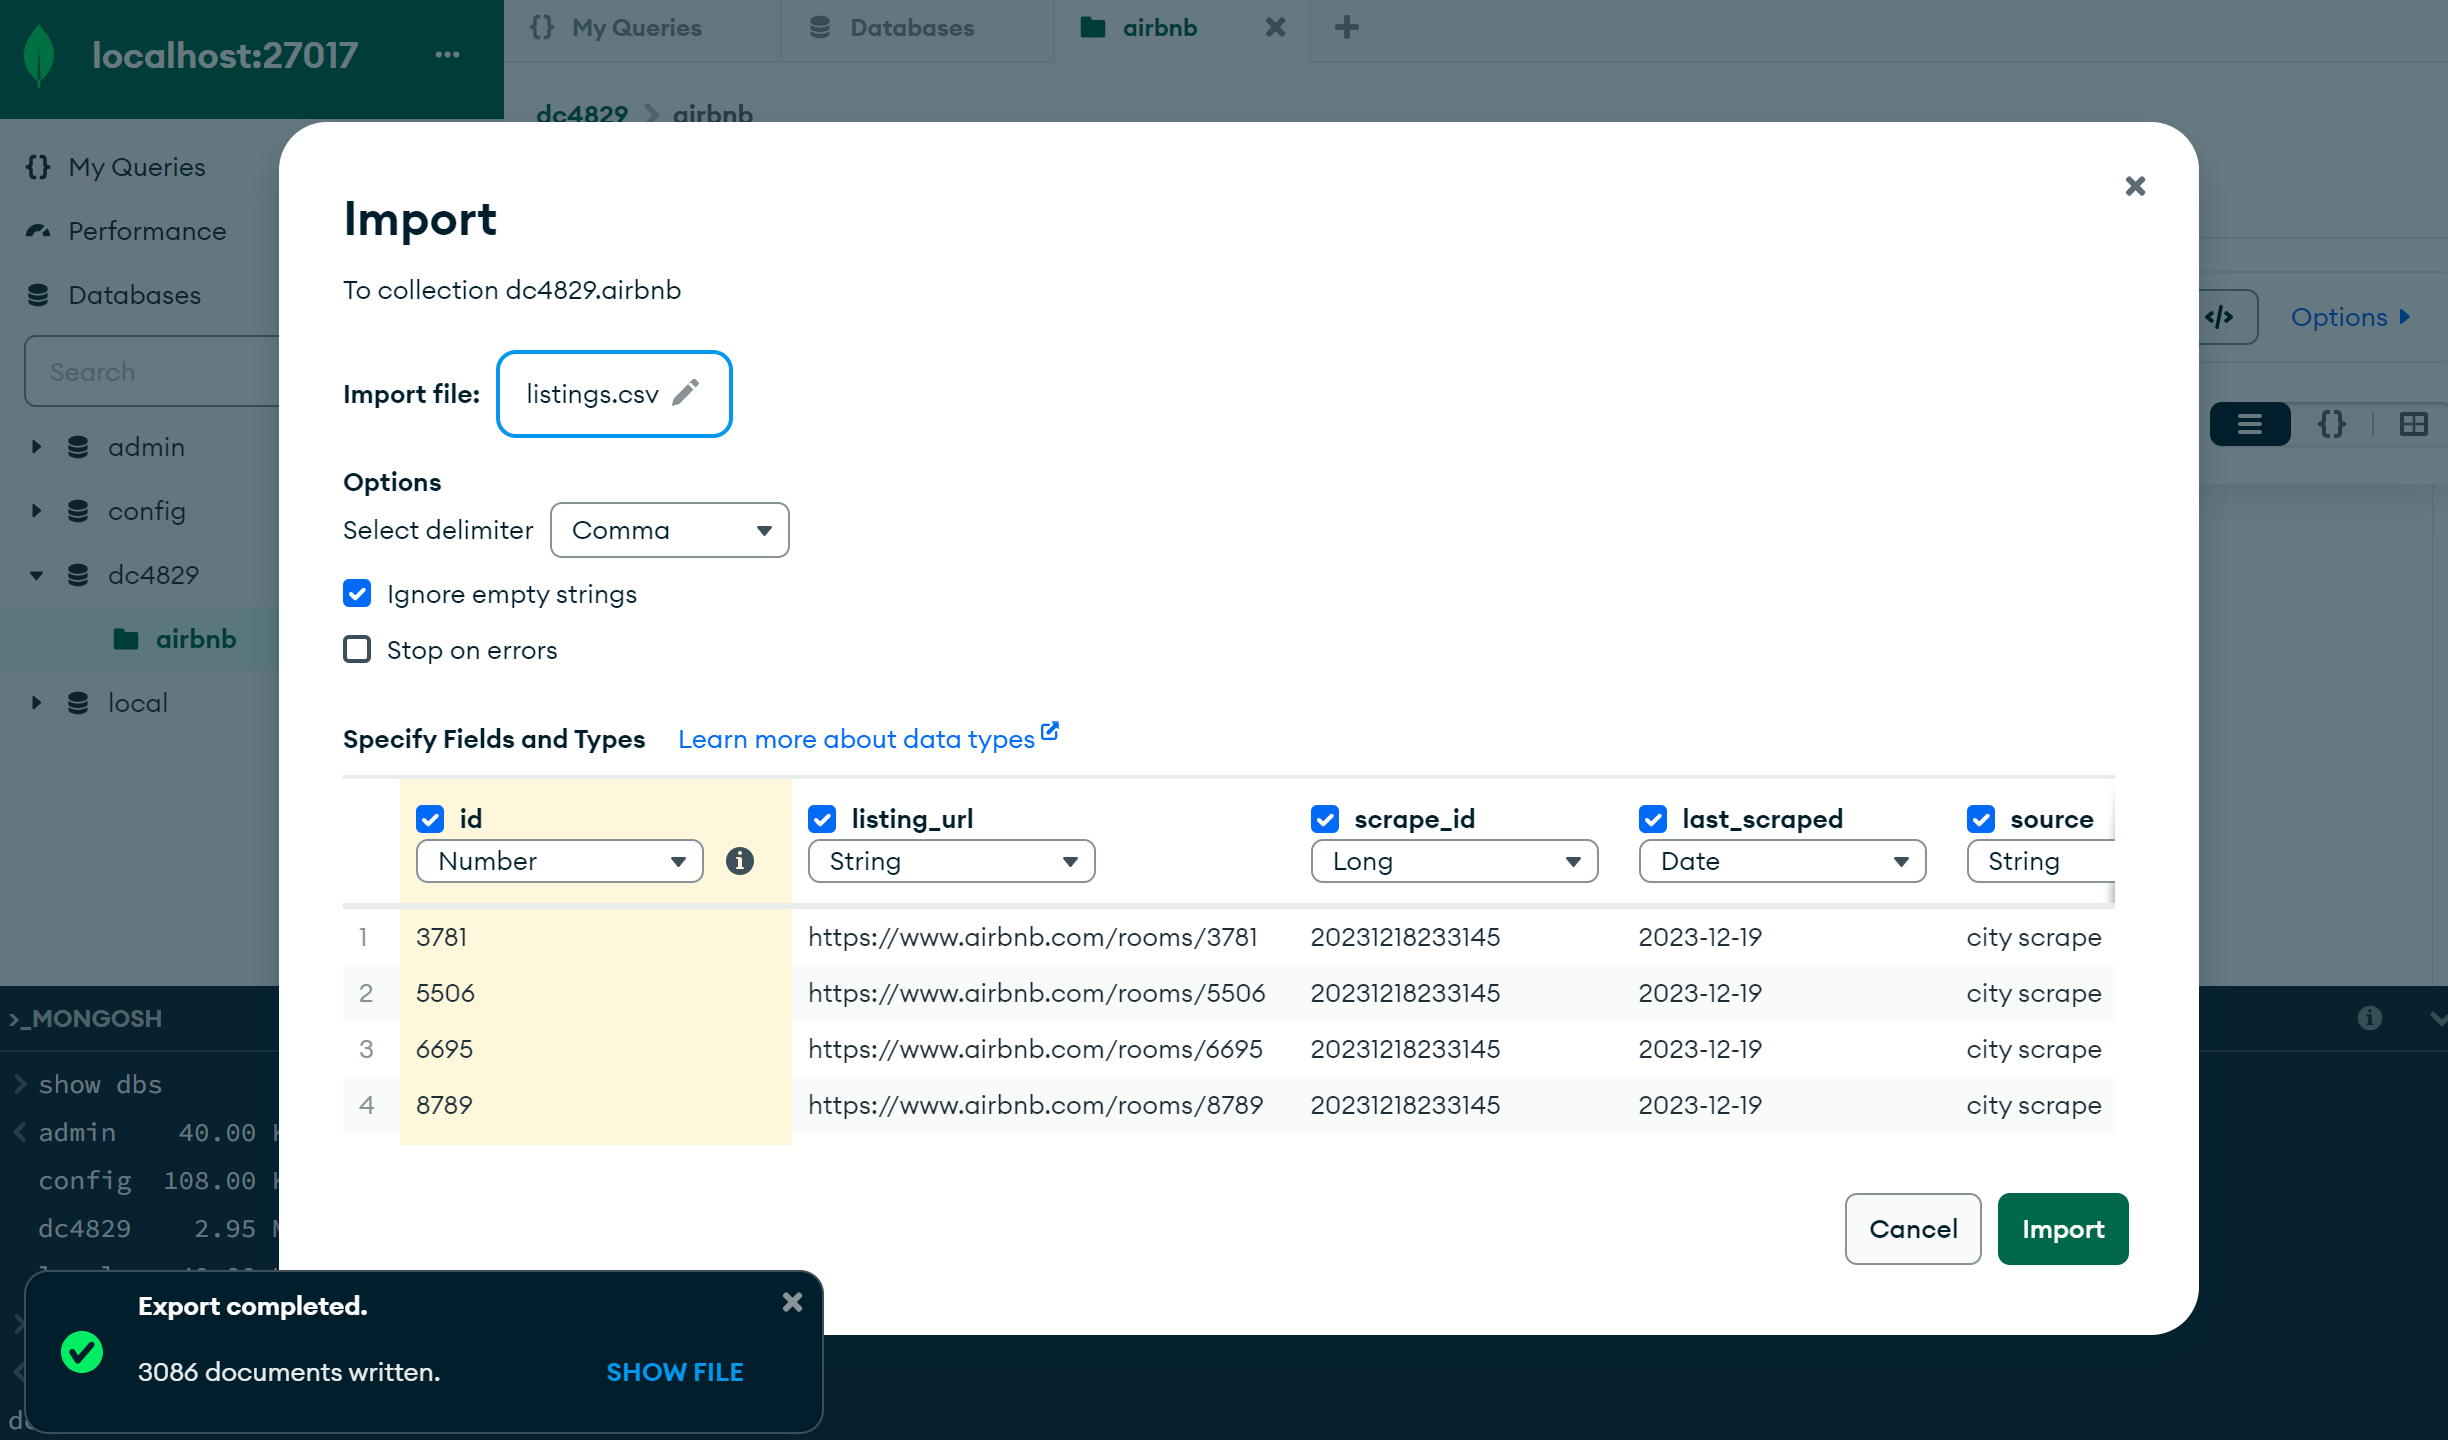 localhost:27017
My Queries
Databases
airbnb
dc4829 airbnb
My Queries
Performance
Databases
Search
admin
config
dc4829
airbnb
local
Options
Import
To collection dc4829.airbnb
Import file: listings.csv
Options
Select delimiter Comma
Ignore empty strings
Stop on errors
Specify Fields and Types Learn more about data types
id listing_url scrape_id last_scraped source
Number String Long Date String
1 3781 https://www.airbnb.com/rooms/3781 20231218233145 2023-12-19 city scrape
2 5506 https://www.airbnb.com/rooms/5506 20231218233145 2023-12-19 city scrape
3 6695 https://www.airbnb.com/rooms/6695 20231218233145 2023-12-19 city scrape
4 8789 https://www.airbnb.com/rooms/8789 20231218233145 2023-12-19 city scrape
Cancel Import
>_MONGOSH
> show dbs
< admin 40.00
config 108.00
dc4829 2.95
Export completed.
3086 documents written. SHOW FILE